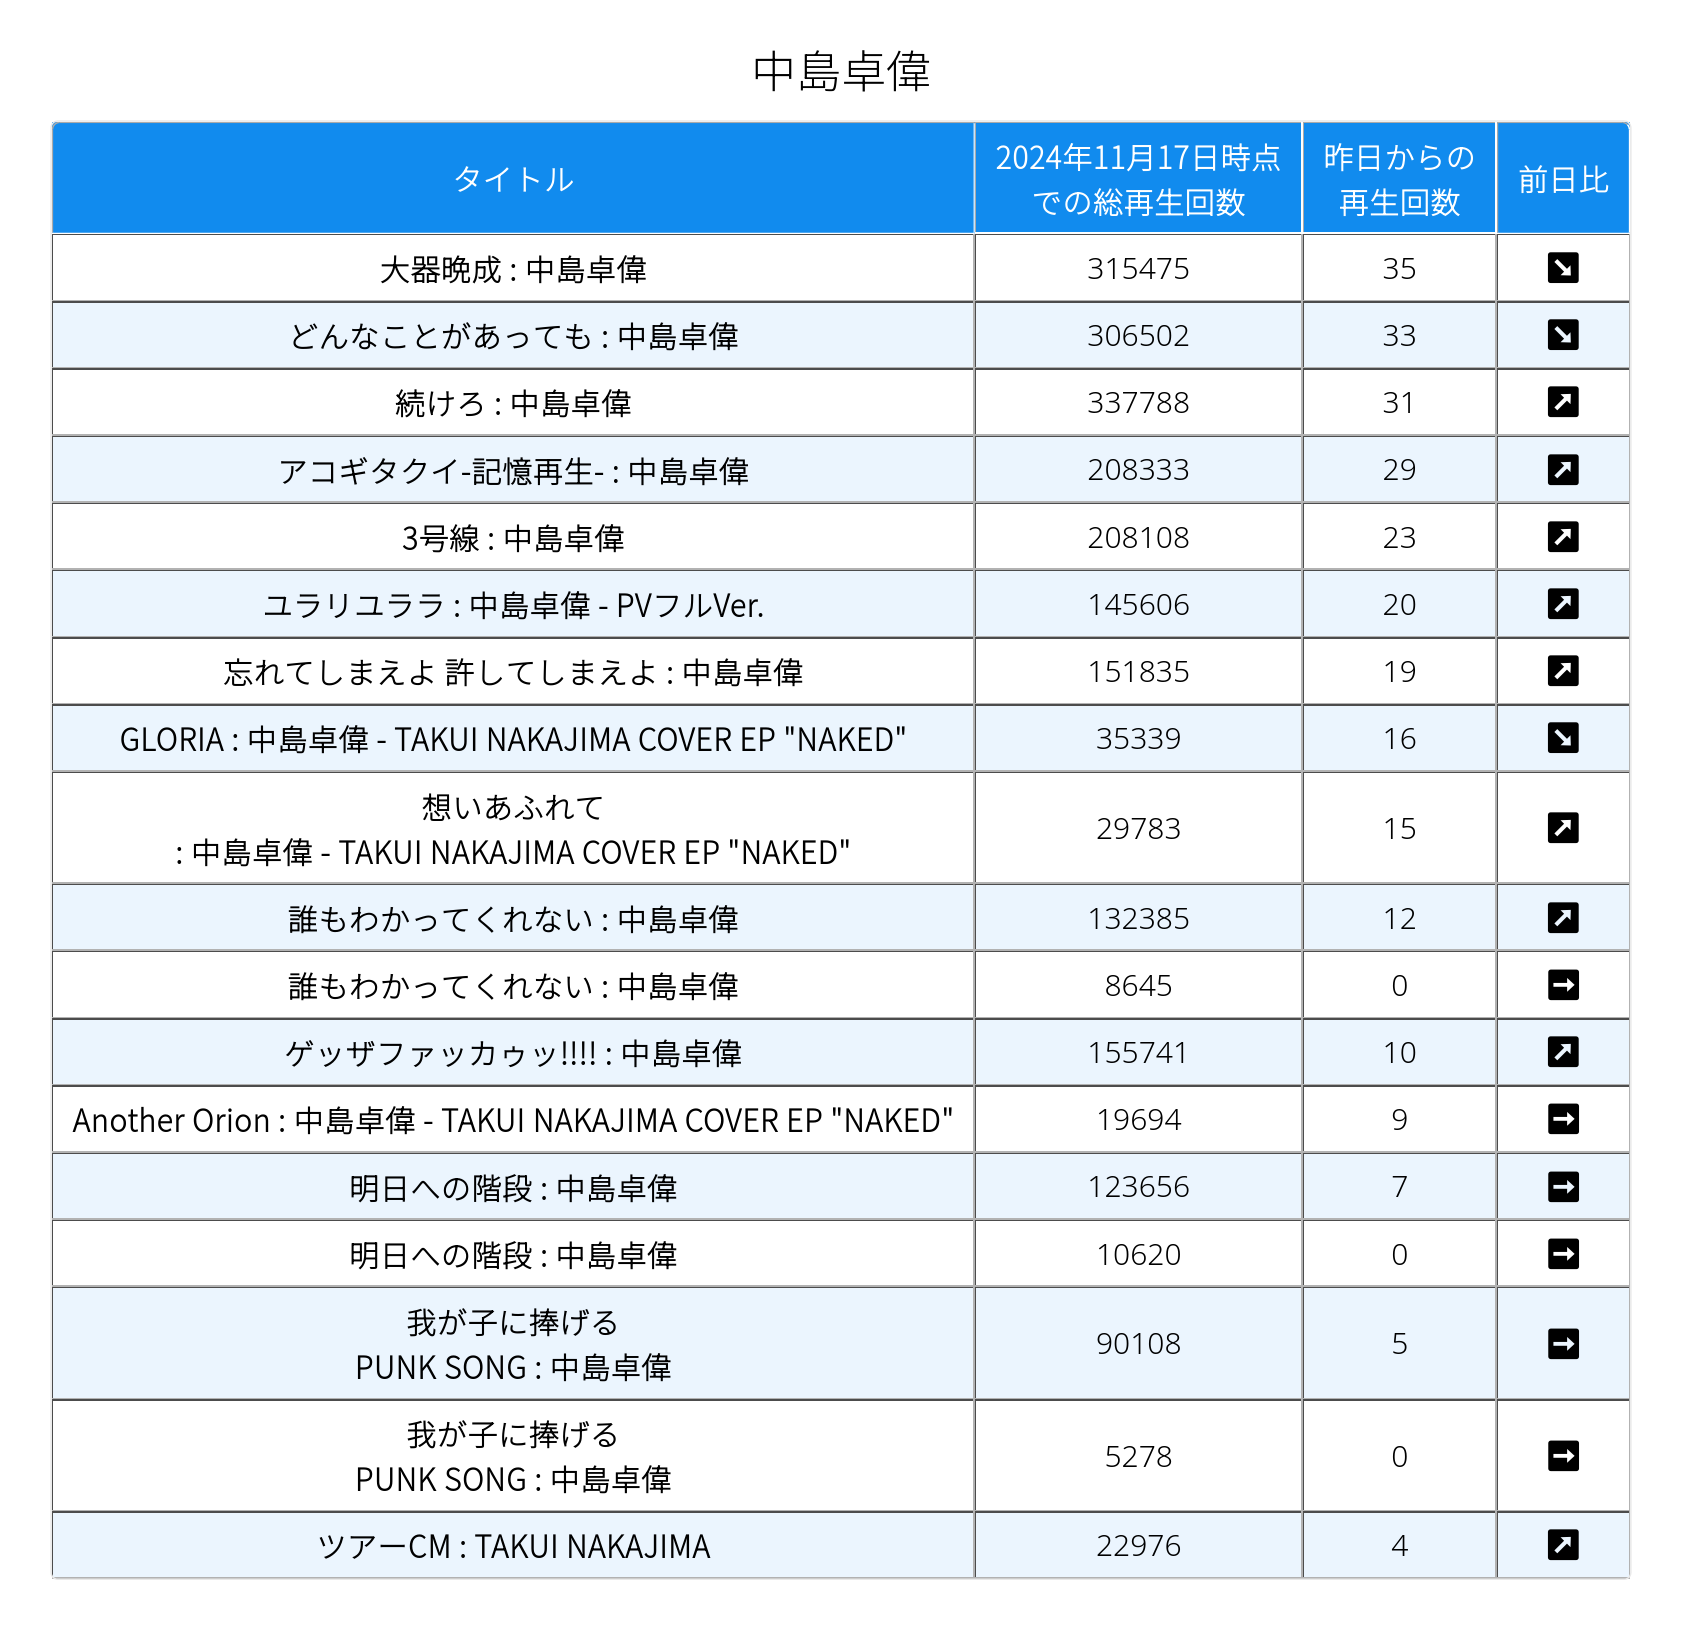 中島卓偉
タイトル
2024年11月17日時点
での総再生回数
昨日からの
再生回数
前日比
大器晩成 : 中島卓偉 315475 35
どんなことがあっても : 中島卓偉 306502 33
続けろ : 中島卓偉 337788 31
アコギタクイ-記憶再生- : 中島卓偉 208333 29
3号線 : 中島卓偉 208108 23
ユラリユララ : 中島卓偉 - PVフルVer. 145606 20
忘れてしまえよ 許してしまえよ : 中島卓偉 151835 19
GLORIA : 中島卓偉 - TAKUI NAKAJIMA COVER EP "NAKED" 35339 16
想いあふれて
: 中島卓偉 - TAKUI NAKAJIMA COVER EP "NAKED" 29783 15
誰もわかってくれない : 中島卓偉 132385 12
誰もわかってくれない : 中島卓偉 8645 0
ゲッザファッカゥッ!!!! : 中島卓偉 155741 10
Another Orion : 中島卓偉 - TAKUI NAKAJIMA COVER EP "NAKED" 19694 9
明日への階段 : 中島卓偉 123656 7
明日への階段 : 中島卓偉 10620 0
我が子に捧げる
PUNK SONG : 中島卓偉 90108 5
我が子に捧げる
PUNK SONG : 中島卓偉 5278 0
ツアーCM : TAKUI NAKAJIMA 22976 4